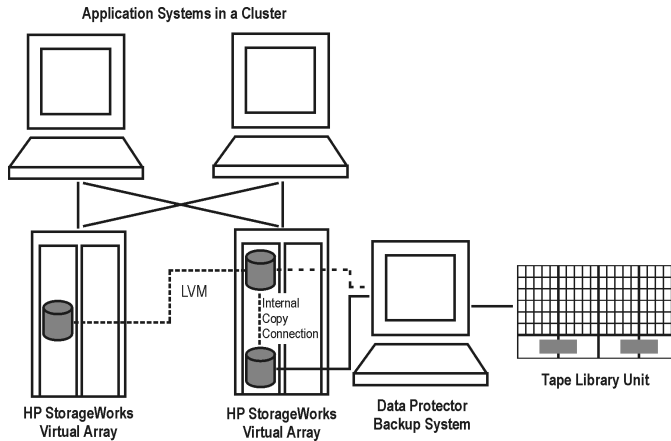 Application Systems in a Cluster
LVM
Internal
Copy
Connection
HP StorageWorks
Virtual Array
HP StorageWorks
Virtual Array
Data Protector
Backup System
Tape Library Unit